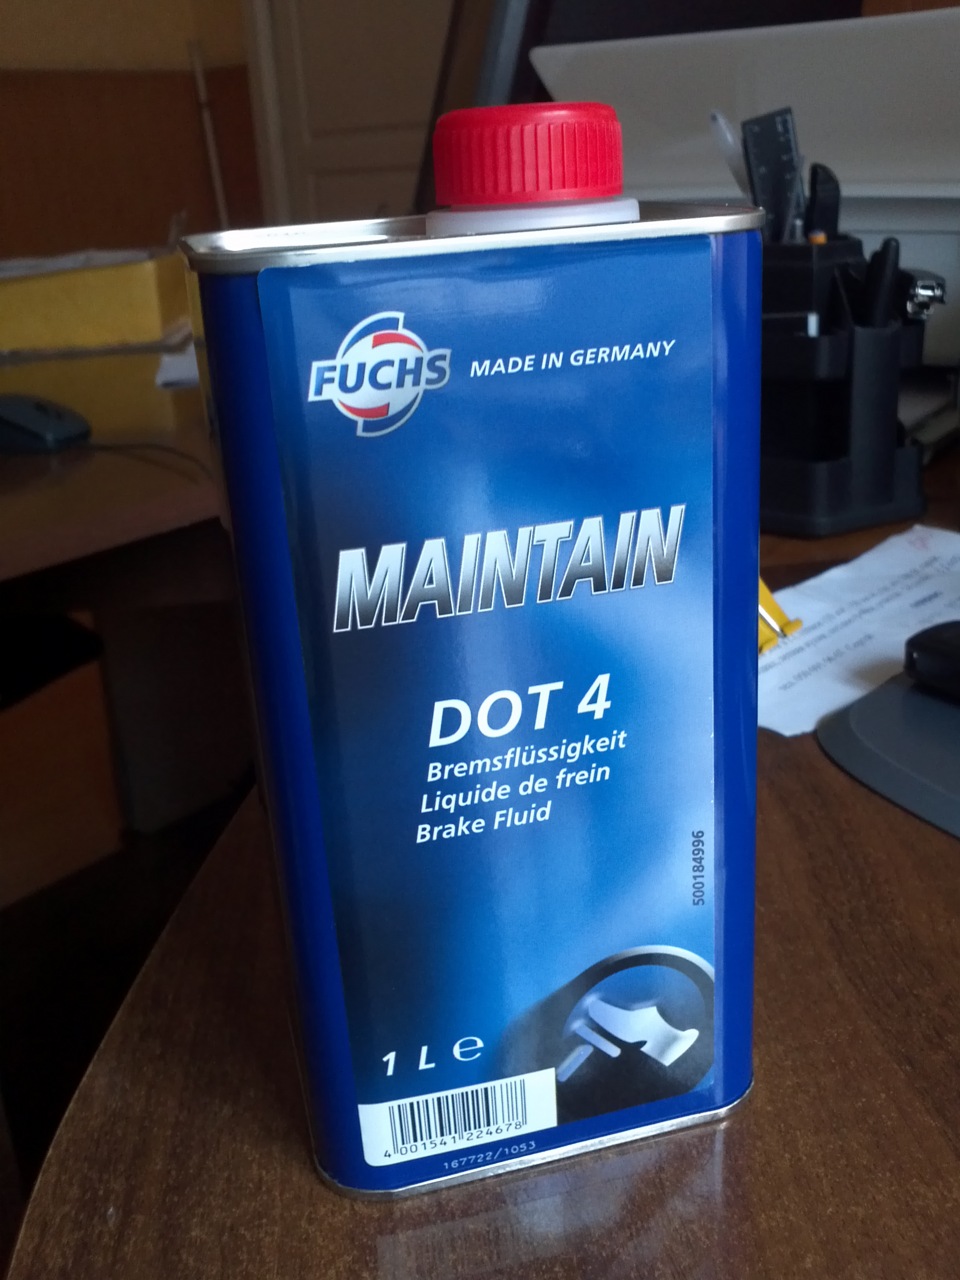 FUCHS
MADE IN GERMANY
MAINTAIN
DOT 4
Bremsflüssigkeit
Liquide de frein
Brake Fluid
500184996
1 L ℮
4 001541 224678
167722/1053